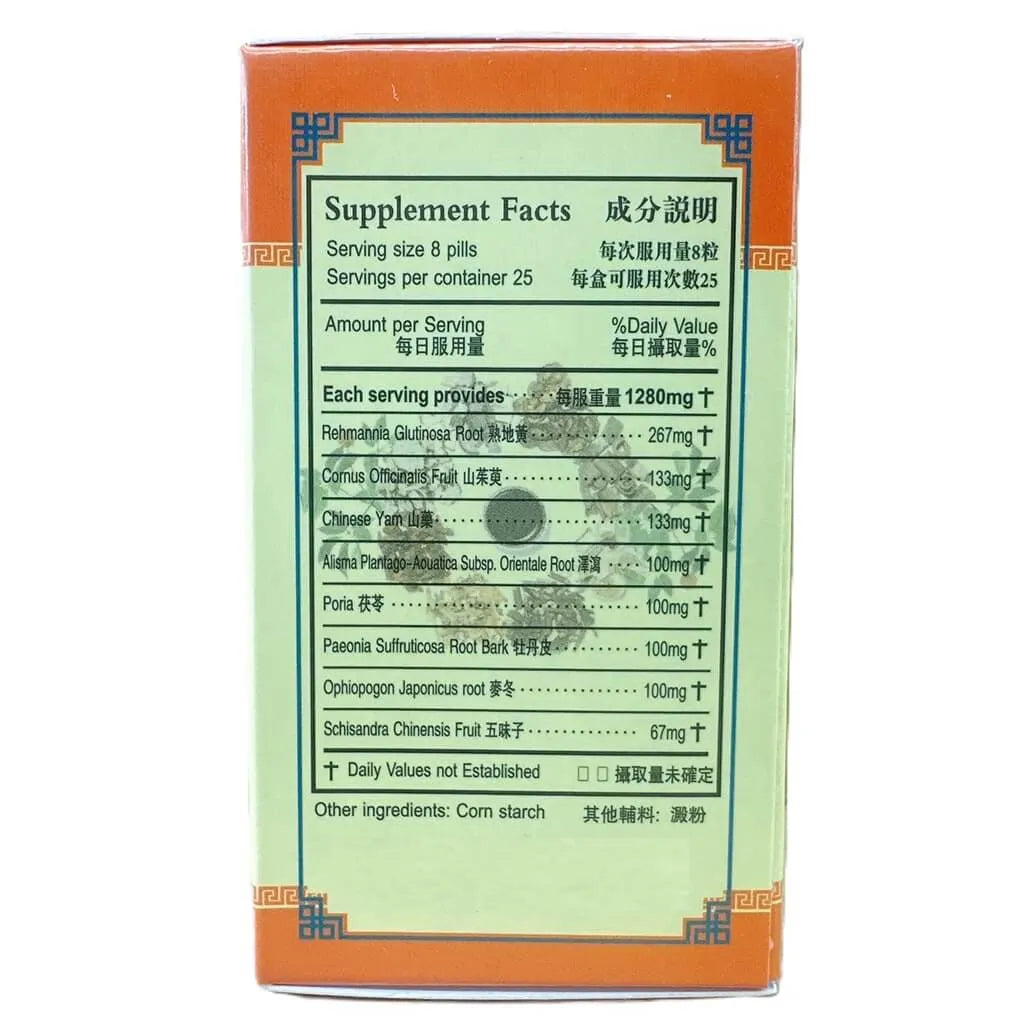 Supplement Facts 成分説明
Serving size 8 pills 每次服用量8粒
Servings per container 25 每盒可服用次數25
Amount per Serving %Daily Value
每日服用量 每日攝取量%
Each serving provides······每服重量 1280mg †
Rehmannia Glutinosa Root 熟地黃············· 267mg †
Cornus Officinalis Fruit 山茱萸················133mg †
Chinese Yam 山藥························ 133mg †
Alisma Plantago-Aouatica Subsp. Orientale Root 澤瀉 ···· 100mg †
Poria 茯苓 ····························· 100mg †
Paeonia Suffruticosa Root Bark 牡丹皮·········· 100mg †
Ophiopogon Japonicus root 麥冬·············· 100mg †
Schisandra Chinensis Fruit 五味子············· 67mg †
† Daily Values not Established □ □ 攝取量未確定
Other ingredients: Corn starch 其他輔料: 澱粉